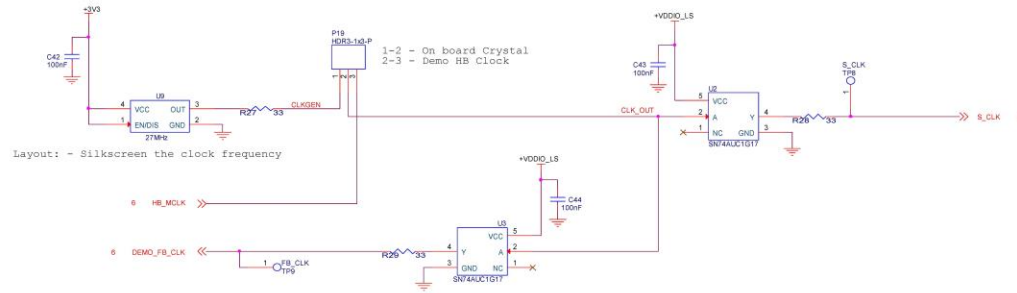 +3V3
C42
100nF
P19
HDR3-1x3-P
1-2 - On board Crystal
2-3 - Demo HB Clock
1
2
3
+VDDIO_LS
C43
100nF
S_CLK
TP8
1
U9
4 VCC OUT 3
1 EN/DIS GND 2
27MHz
R27 33
CLKGEN
CLK_OUT
U2
5 VCC
2 A Y 4
1 NC GND 3
SN74AUC1G17
R28 33
S_CLK
Layout: - Silkscreen the clock frequency
+VDDIO_LS
C44
100nF
6 HB_MCLK
U3
VCC 5
4 Y A 2
3 GND NC 1
SN74AUC1G17
6 DEMO_FB_CLK
R29 33
1 FB_CLK
TP9